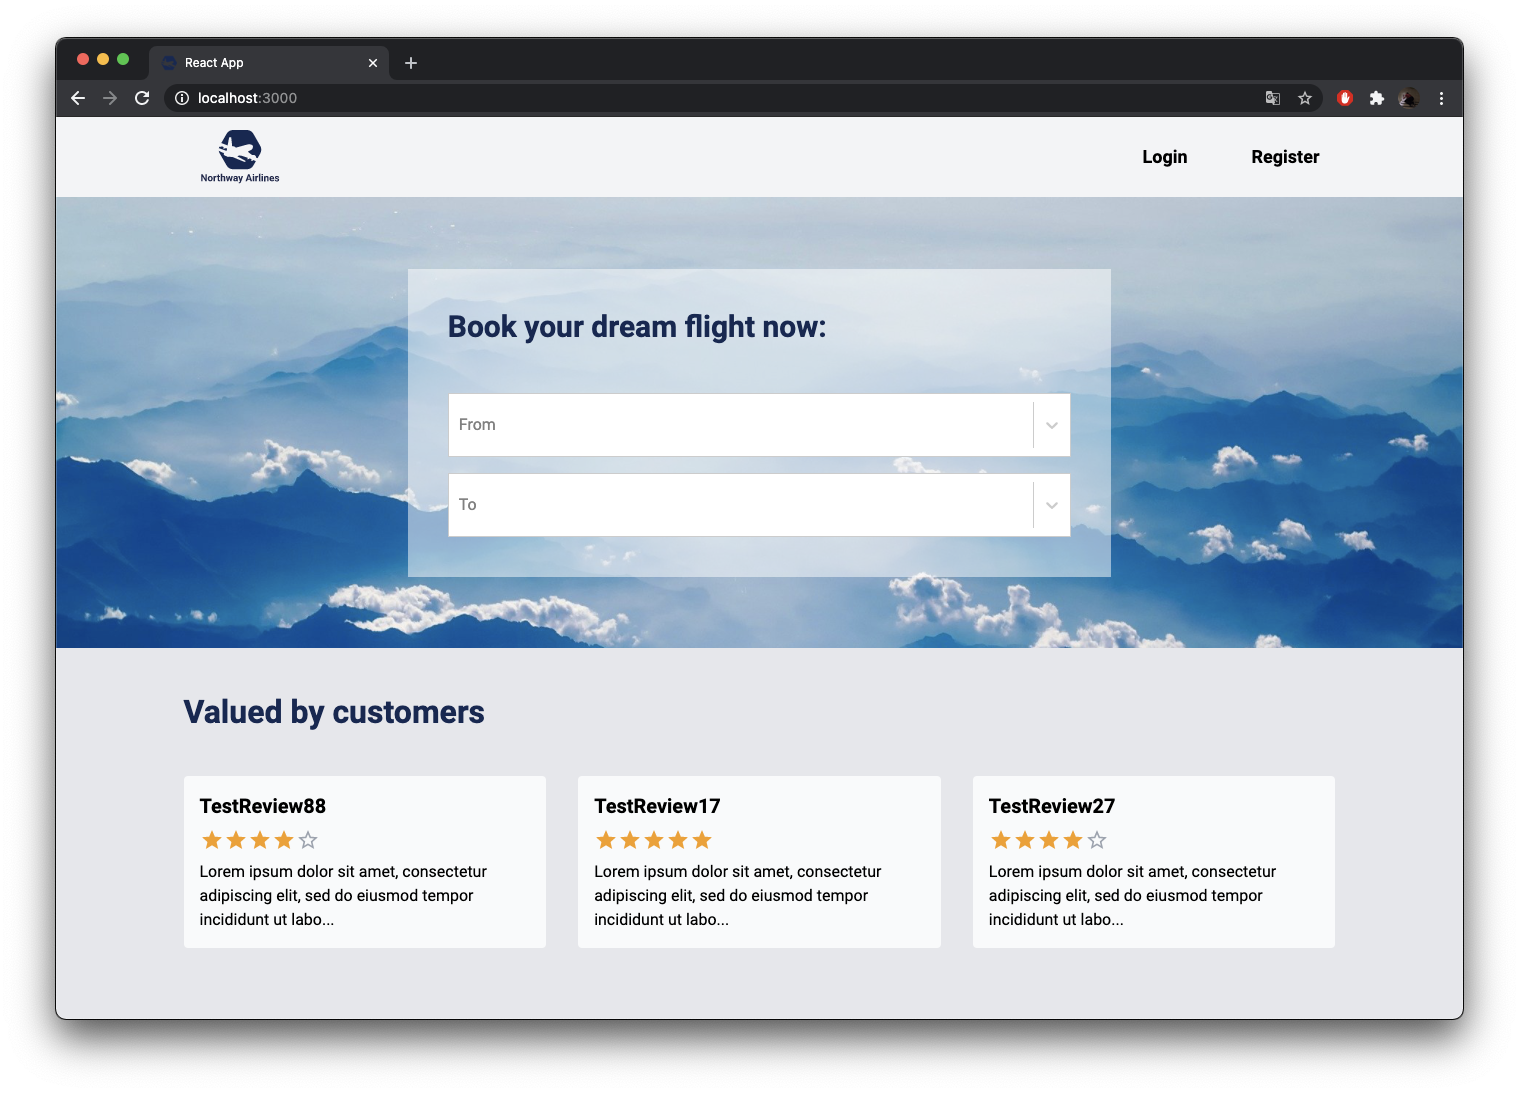 React App
localhost:3000
Northway Airlines
Login
Register
Book your dream flight now:
From
To
Valued by customers
TestReview88
Lorem ipsum dolor sit amet, consectetur
adipiscing elit, sed do eiusmod tempor
incididunt ut labo...
TestReview17
Lorem ipsum dolor sit amet, consectetur
adipiscing elit, sed do eiusmod tempor
incididunt ut labo...
TestReview27
Lorem ipsum dolor sit amet, consectetur
adipiscing elit, sed do eiusmod tempor
incididunt ut labo...